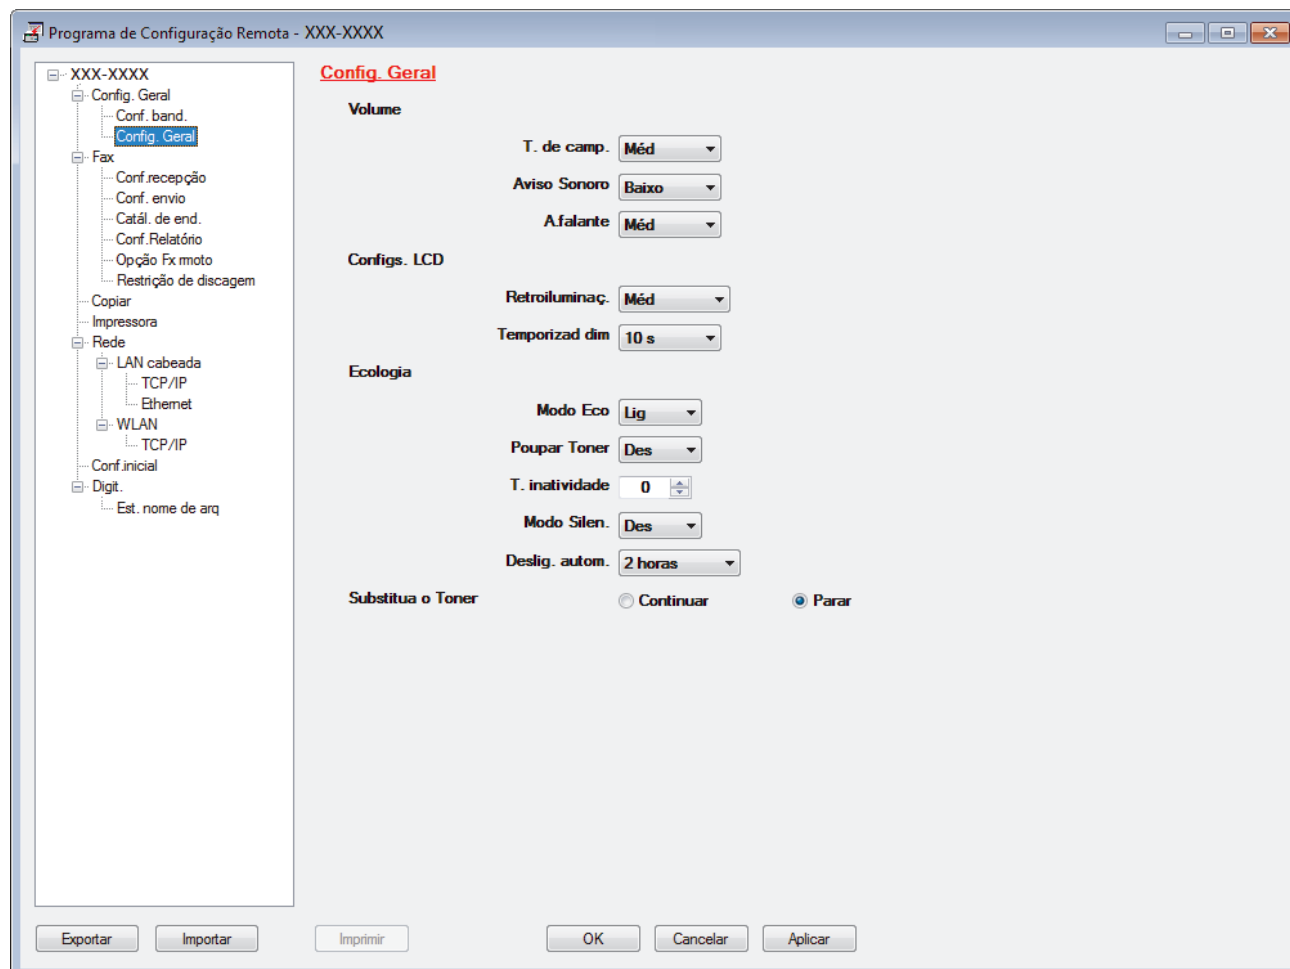 Programa de Configuração Remota - XXX-XXXX
XXX-XXXX
Config. Geral
Conf. band.
Config. Geral
Fax
Conf.recepção
Conf. envio
Catál. de end.
Conf.Relatório
Opção Fx rmoto
Restrição de discagem
Copiar
Impressora
Rede
LAN cabeada
TCP/IP
Ethernet
WLAN
TCP/IP
Conf.inicial
Digit.
Est. nome de arq
Config. Geral
Volume
T. de camp. Méd
Aviso Sonoro Baixo
A.falante Méd
Configs. LCD
Retroiluminaç. Méd
Temporizad dim 10 s
Ecologia
Modo Eco Lig
Poupar Toner Des
T. inatividade 0
Modo Silen. Des
Deslig. autom. 2 horas
Substitua o Toner Continuar Parar
Exportar Importar Imprimir OK Cancelar Aplicar